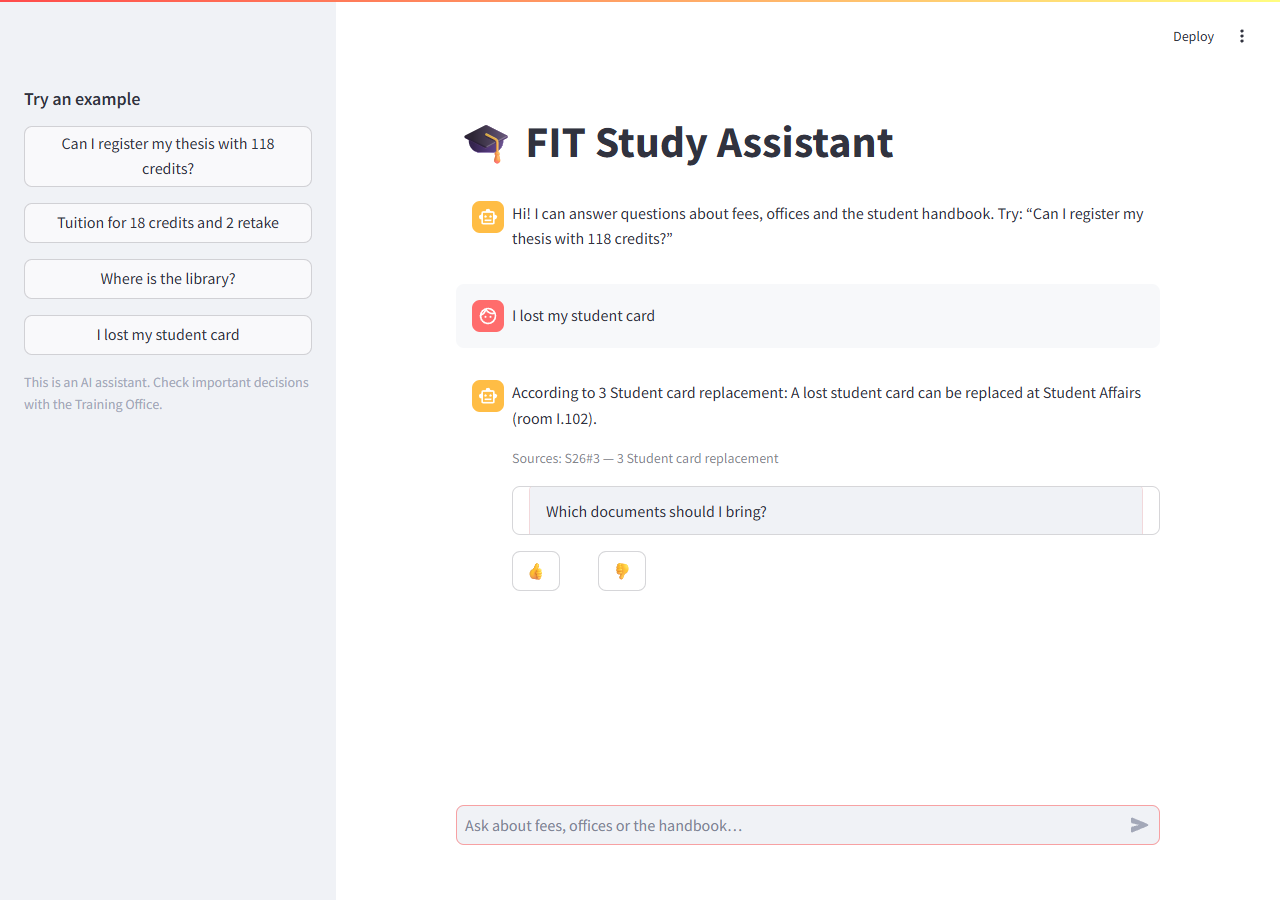 Deploy
Try an example
Can I register my thesis with 118
credits?
Tuition for 18 credits and 2 retake
Where is the library?
I lost my student card
This is an AI assistant. Check important decisions
with the Training Office.
FIT Study Assistant
Hi! I can answer questions about fees, offices and the student handbook. Try: “Can I register my
thesis with 118 credits?”
I lost my student card
According to 3 Student card replacement: A lost student card can be replaced at Student Affairs
(room I.102).
Sources: S26#3 — 3 Student card replacement
Which documents should I bring?
Ask about fees, offices or the handbook…